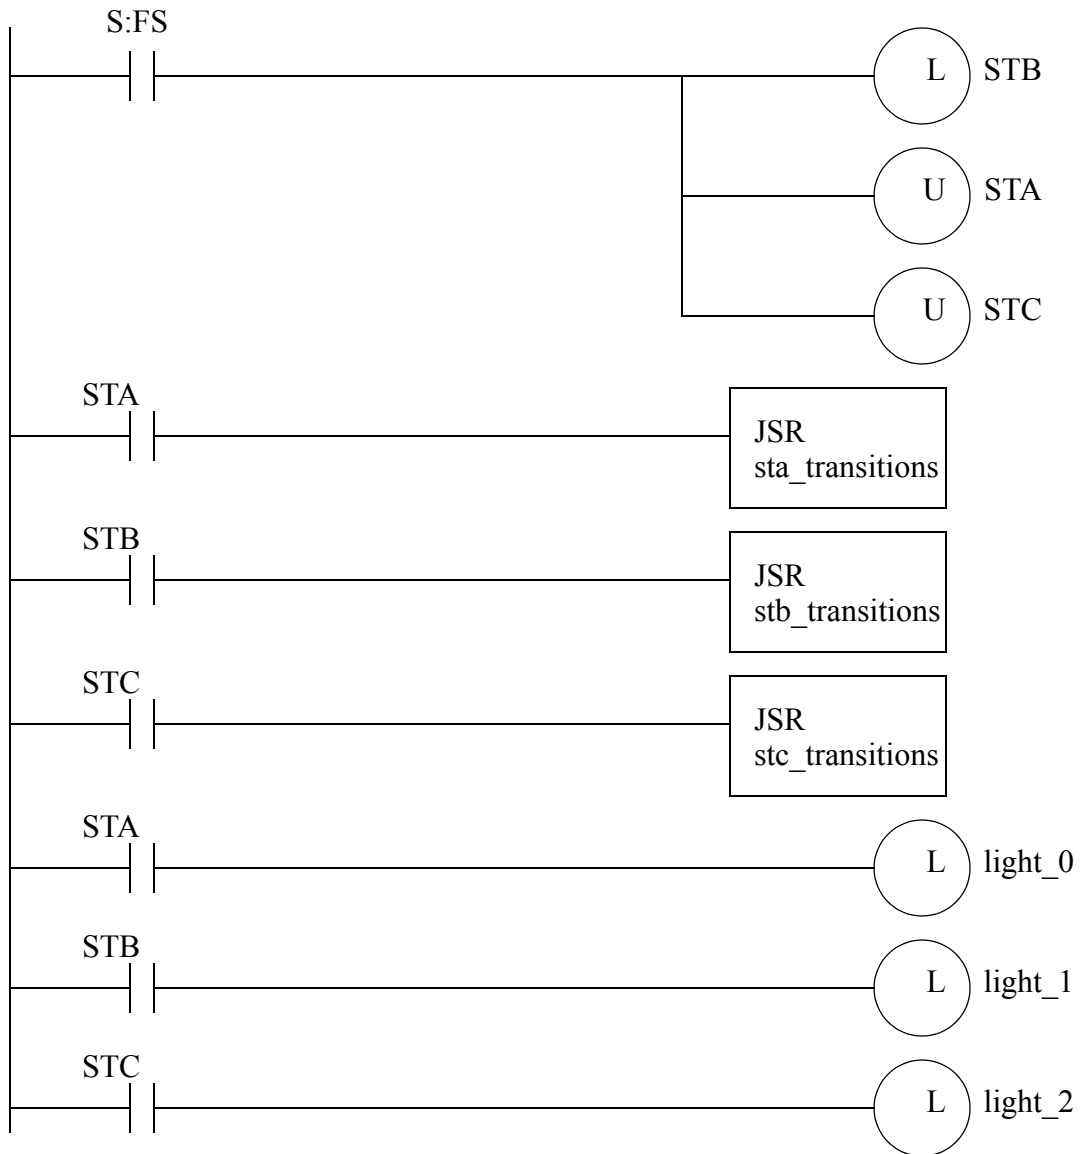 S:FS
L STB
U STA
U STC
STA
JSR
sta_transitions
STB
JSR
stb_transitions
STC
JSR
stc_transitions
STA
L light_0
STB
L light_1
STC
L light_2